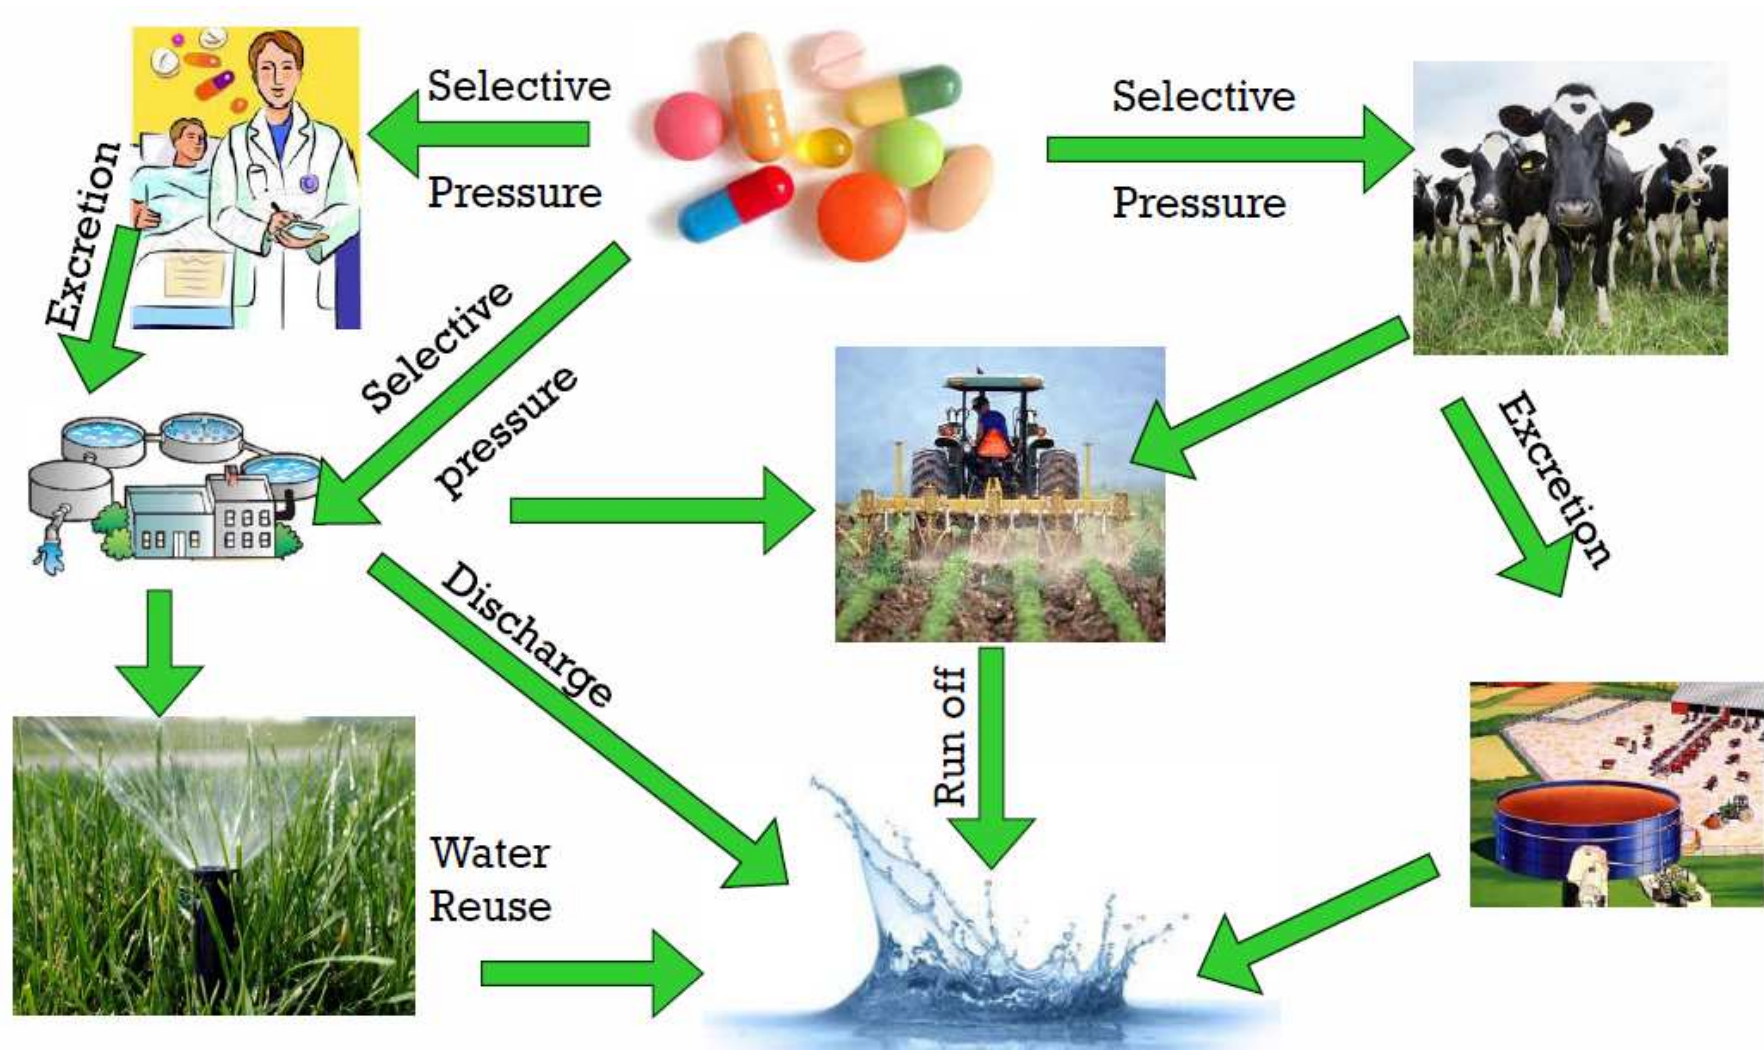 Selective
Pressure
Selective
Pressure
Excretion
Selective
pressure
Excretion
Discharge
Run off
Water
Reuse